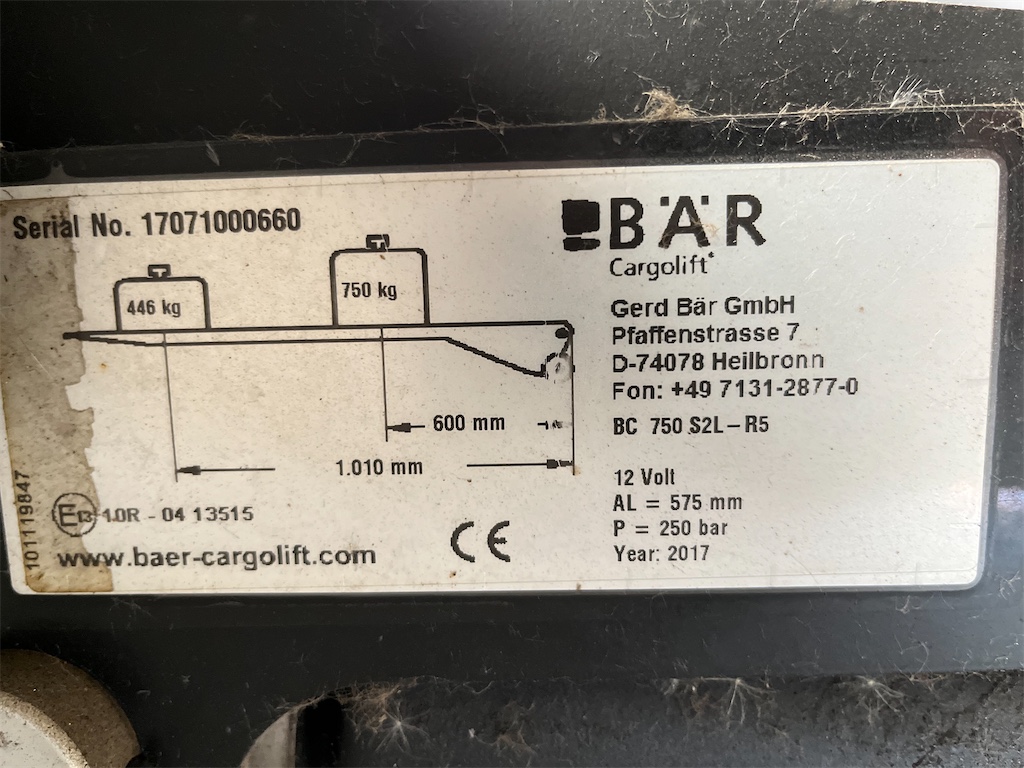 Serial No. 17071000660
BÄR
Cargolift
Gerd Bär GmbH
Pfaffenstrasse 7
D-74078 Heilbronn
Fon: +49 7131-2877-0
BC 750 S2L-R5
12 Volt
AL = 575 mm
P = 250 bar
Year: 2017
446 kg
750 kg
600 mm
1.010 mm
101119847
E13 10R - 04 13515
www.baer-cargolift.com
CE